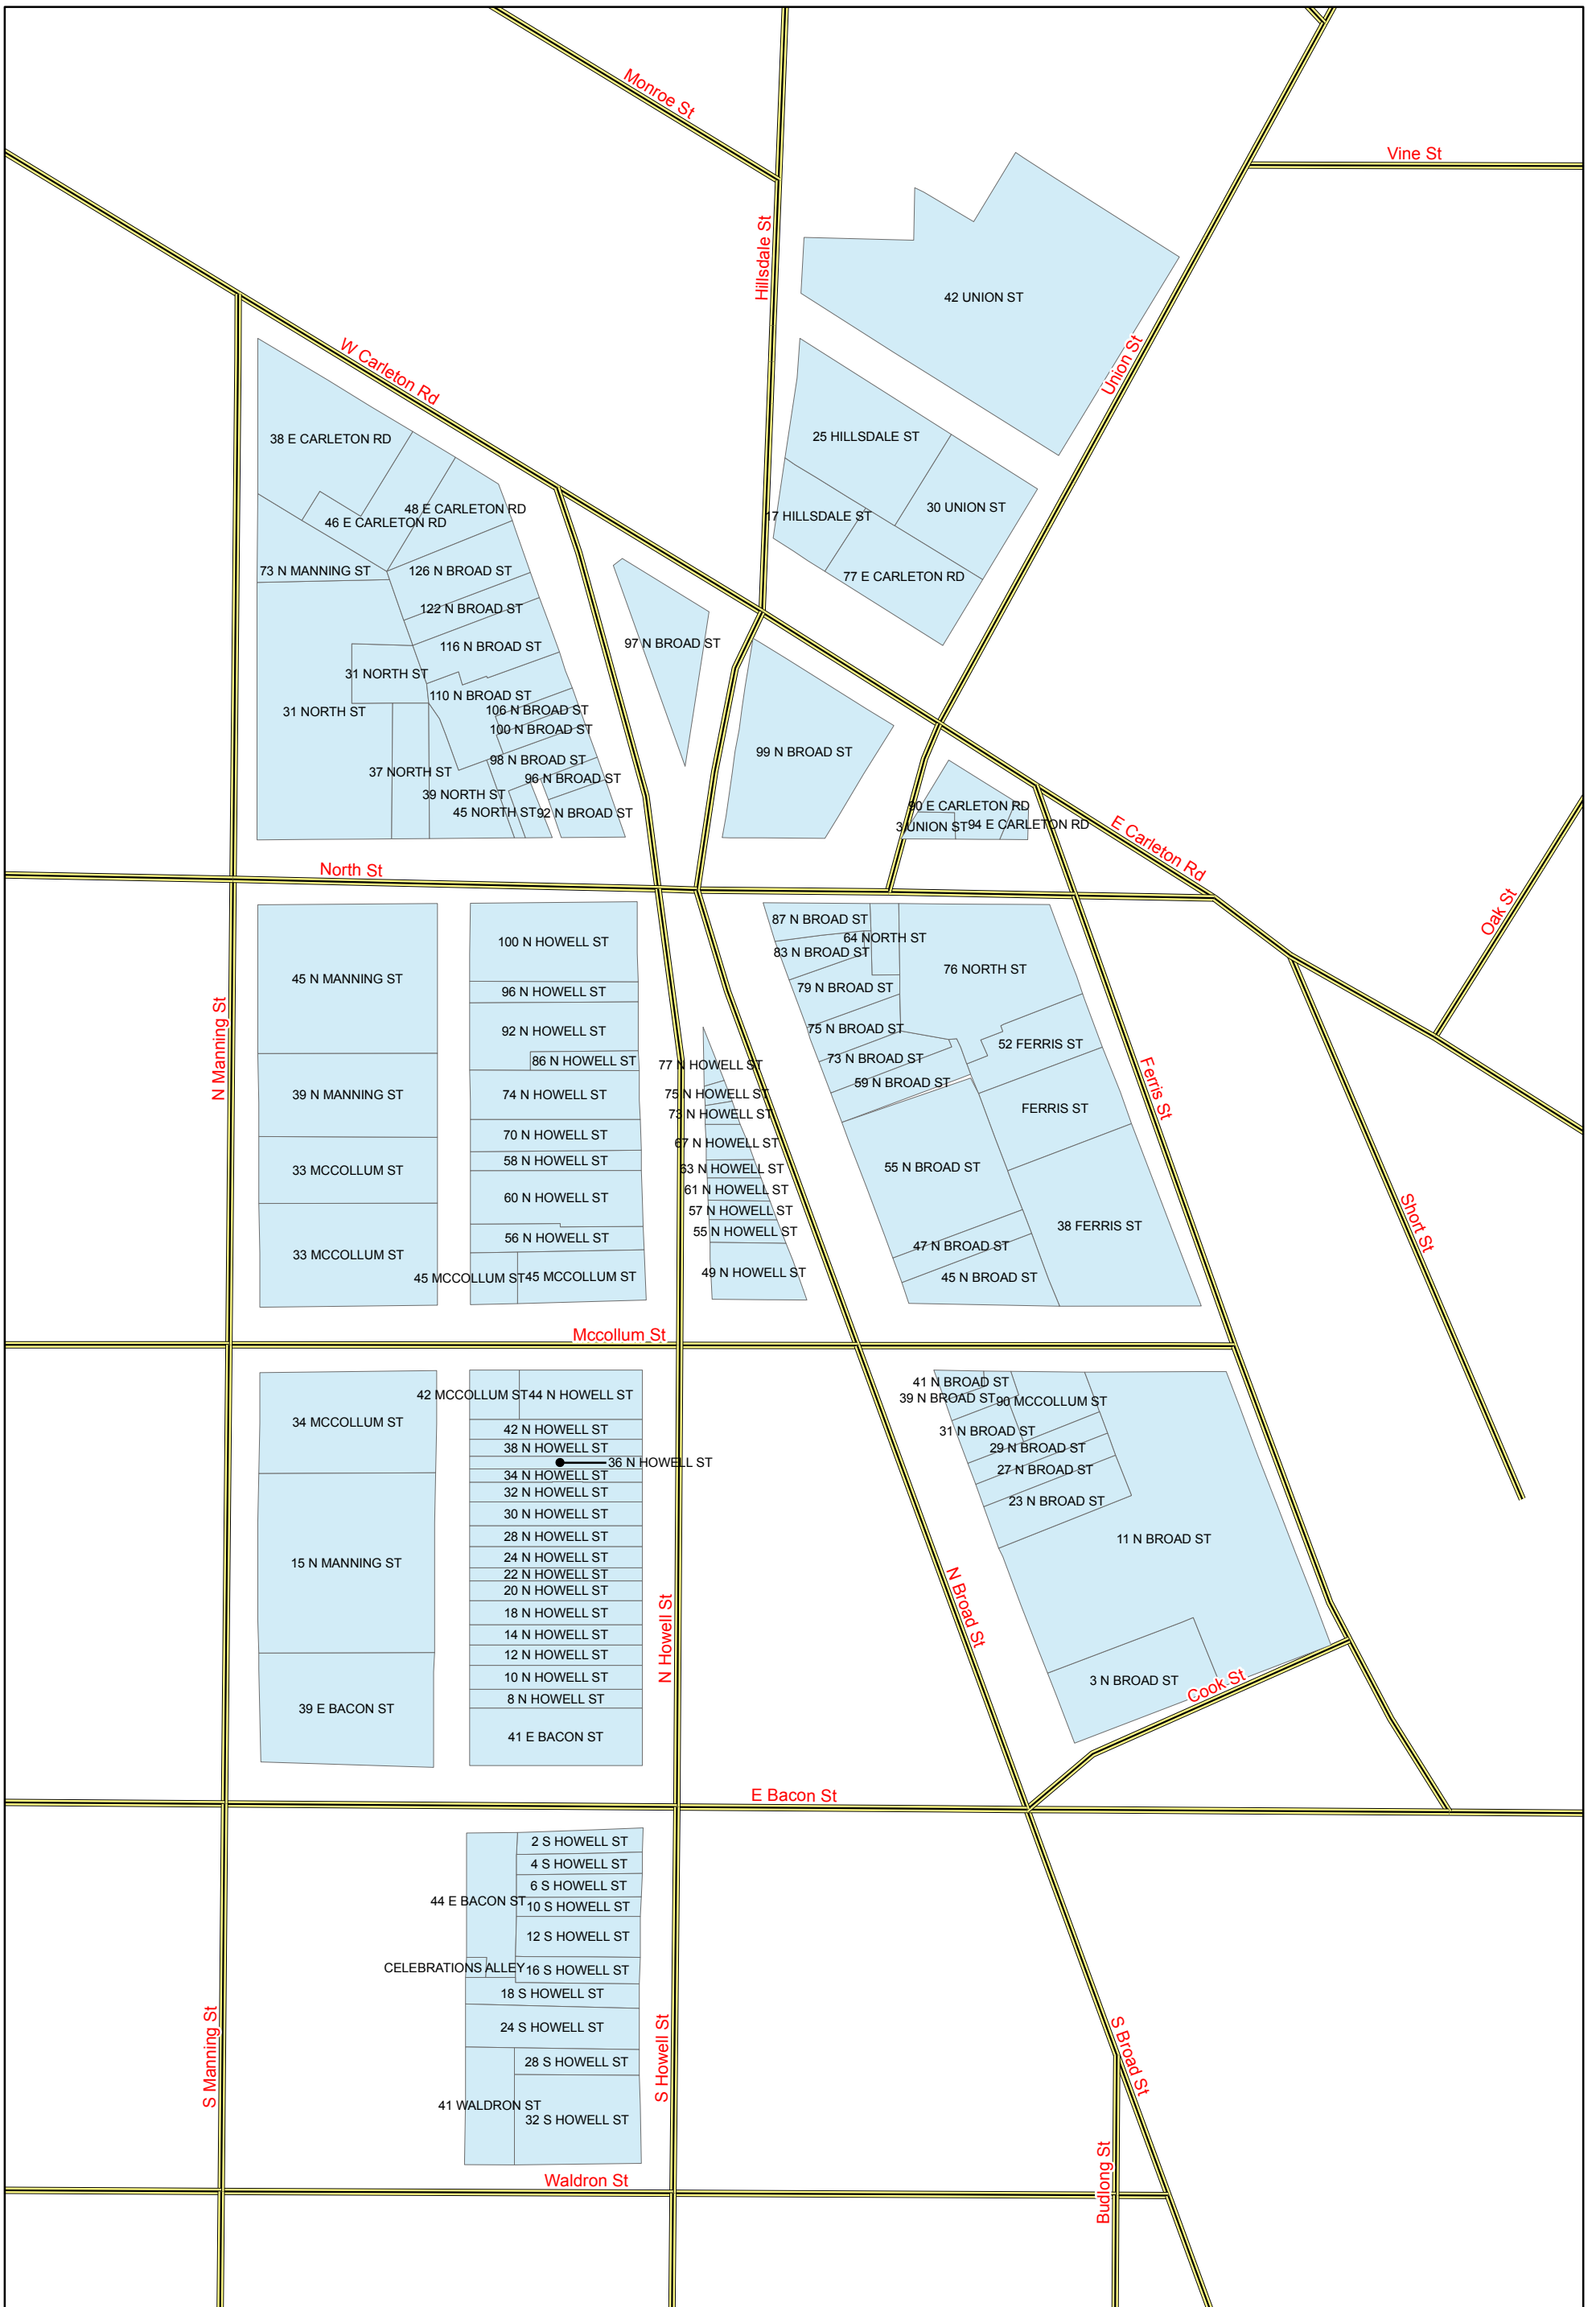 Monroe St
Vine St
Hillsdale St
42 UNION ST
Union St
W Carleton Rd
38 E CARLETON RD
25 HILLSDALE ST
48 E CARLETON RD
30 UNION ST
17 HILLSDALE ST
46 E CARLETON RD
73 N MANNING ST
126 N BROAD ST
77 E CARLETON RD
122 N BROAD ST
116 N BROAD ST
97 N BROAD ST
31 NORTH ST
110 N BROAD ST
106 N BROAD ST
31 NORTH ST
100 N BROAD ST
99 N BROAD ST
98 N BROAD ST
37 NORTH ST
96 N BROAD ST
39 NORTH ST
90 E CARLETON RD
45 NORTH ST
92 N BROAD ST
3 UNION ST
94 E CARLETON RD
E Carleton Rd
North St
Oak St
87 N BROAD ST
64 NORTH ST
100 N HOWELL ST
83 N BROAD ST
76 NORTH ST
45 N MANNING ST
79 N BROAD ST
96 N HOWELL ST
N Manning St
92 N HOWELL ST
75 N BROAD ST
52 FERRIS ST
86 N HOWELL ST
73 N BROAD ST
77 N HOWELL ST
59 N BROAD ST
Ferris St
39 N MANNING ST
74 N HOWELL ST
75 N HOWELL ST
FERRIS ST
73 N HOWELL ST
70 N HOWELL ST
67 N HOWELL ST
58 N HOWELL ST
55 N BROAD ST
33 MCCOLLUM ST
63 N HOWELL ST
61 N HOWELL ST
60 N HOWELL ST
57 N HOWELL ST
Short St
38 FERRIS ST
55 N HOWELL ST
56 N HOWELL ST
47 N BROAD ST
33 MCCOLLUM ST
49 N HOWELL ST
45 MCCOLLUM ST
45 MCCOLLUM ST
45 N BROAD ST
Mccollum St
41 N BROAD ST
42 MCCOLLUM ST
44 N HOWELL ST
39 N BROAD ST
90 MCCOLLUM ST
34 MCCOLLUM ST
42 N HOWELL ST
31 N BROAD ST
38 N HOWELL ST
29 N BROAD ST
36 N HOWELL ST
27 N BROAD ST
34 N HOWELL ST
32 N HOWELL ST
23 N BROAD ST
30 N HOWELL ST
28 N HOWELL ST
11 N BROAD ST
24 N HOWELL ST
15 N MANNING ST
22 N HOWELL ST
20 N HOWELL ST
N Broad St
18 N HOWELL ST
14 N HOWELL ST
N Howell St
12 N HOWELL ST
10 N HOWELL ST
3 N BROAD ST
Cook St
8 N HOWELL ST
39 E BACON ST
41 E BACON ST
E Bacon St
2 S HOWELL ST
4 S HOWELL ST
6 S HOWELL ST
44 E BACON ST
10 S HOWELL ST
12 S HOWELL ST
CELEBRATIONS ALLEY
16 S HOWELL ST
18 S HOWELL ST
24 S HOWELL ST
S Manning St
S Howell St
S Broad St
28 S HOWELL ST
41 WALDRON ST
32 S HOWELL ST
Waldron St
Budlong St